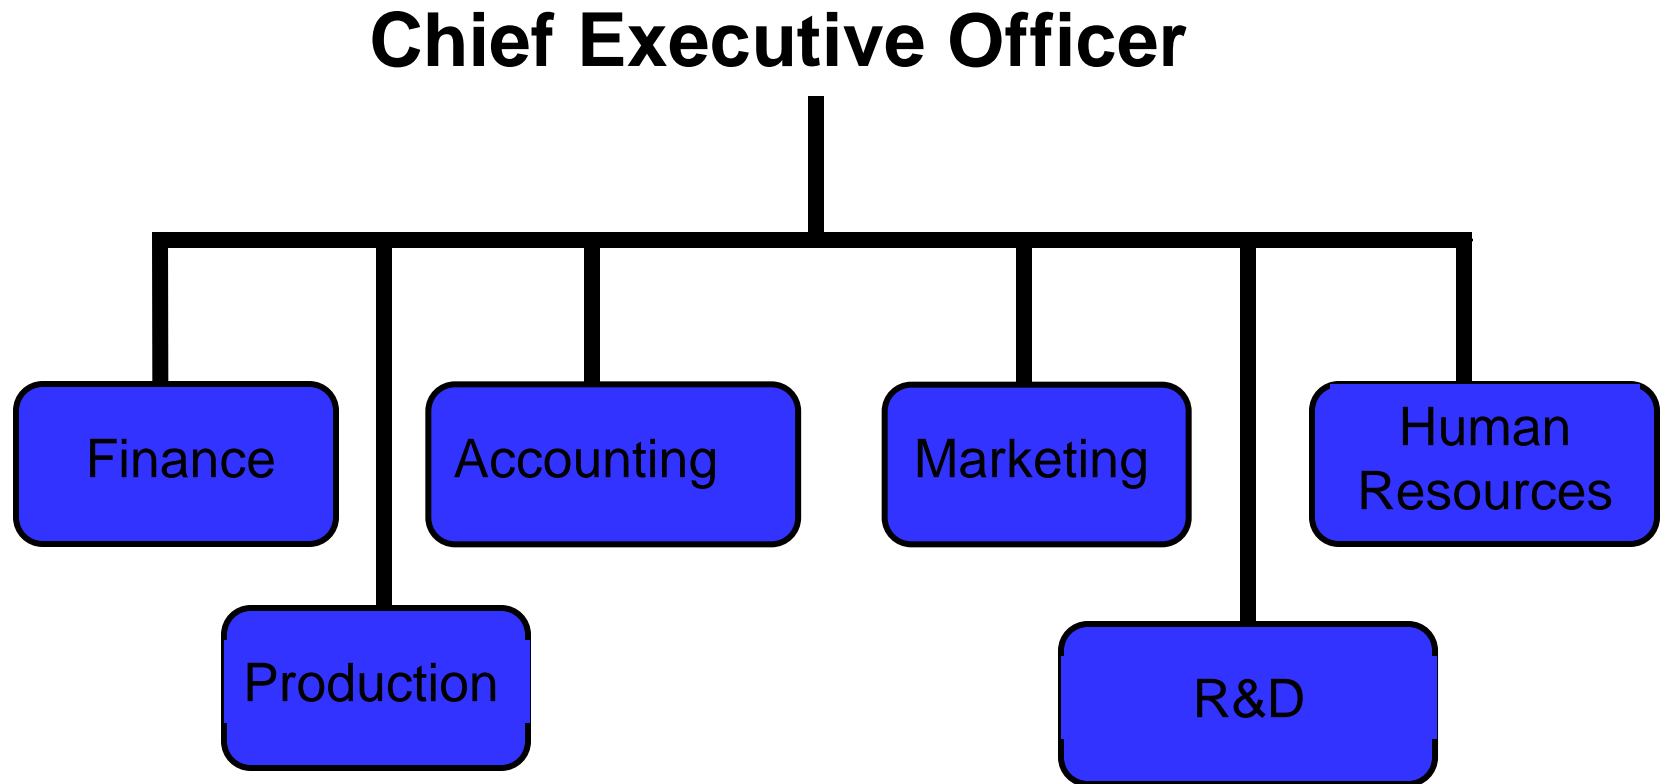 Chief Executive Officer
Finance
Accounting
Marketing
Human
Resources
Production
R&D